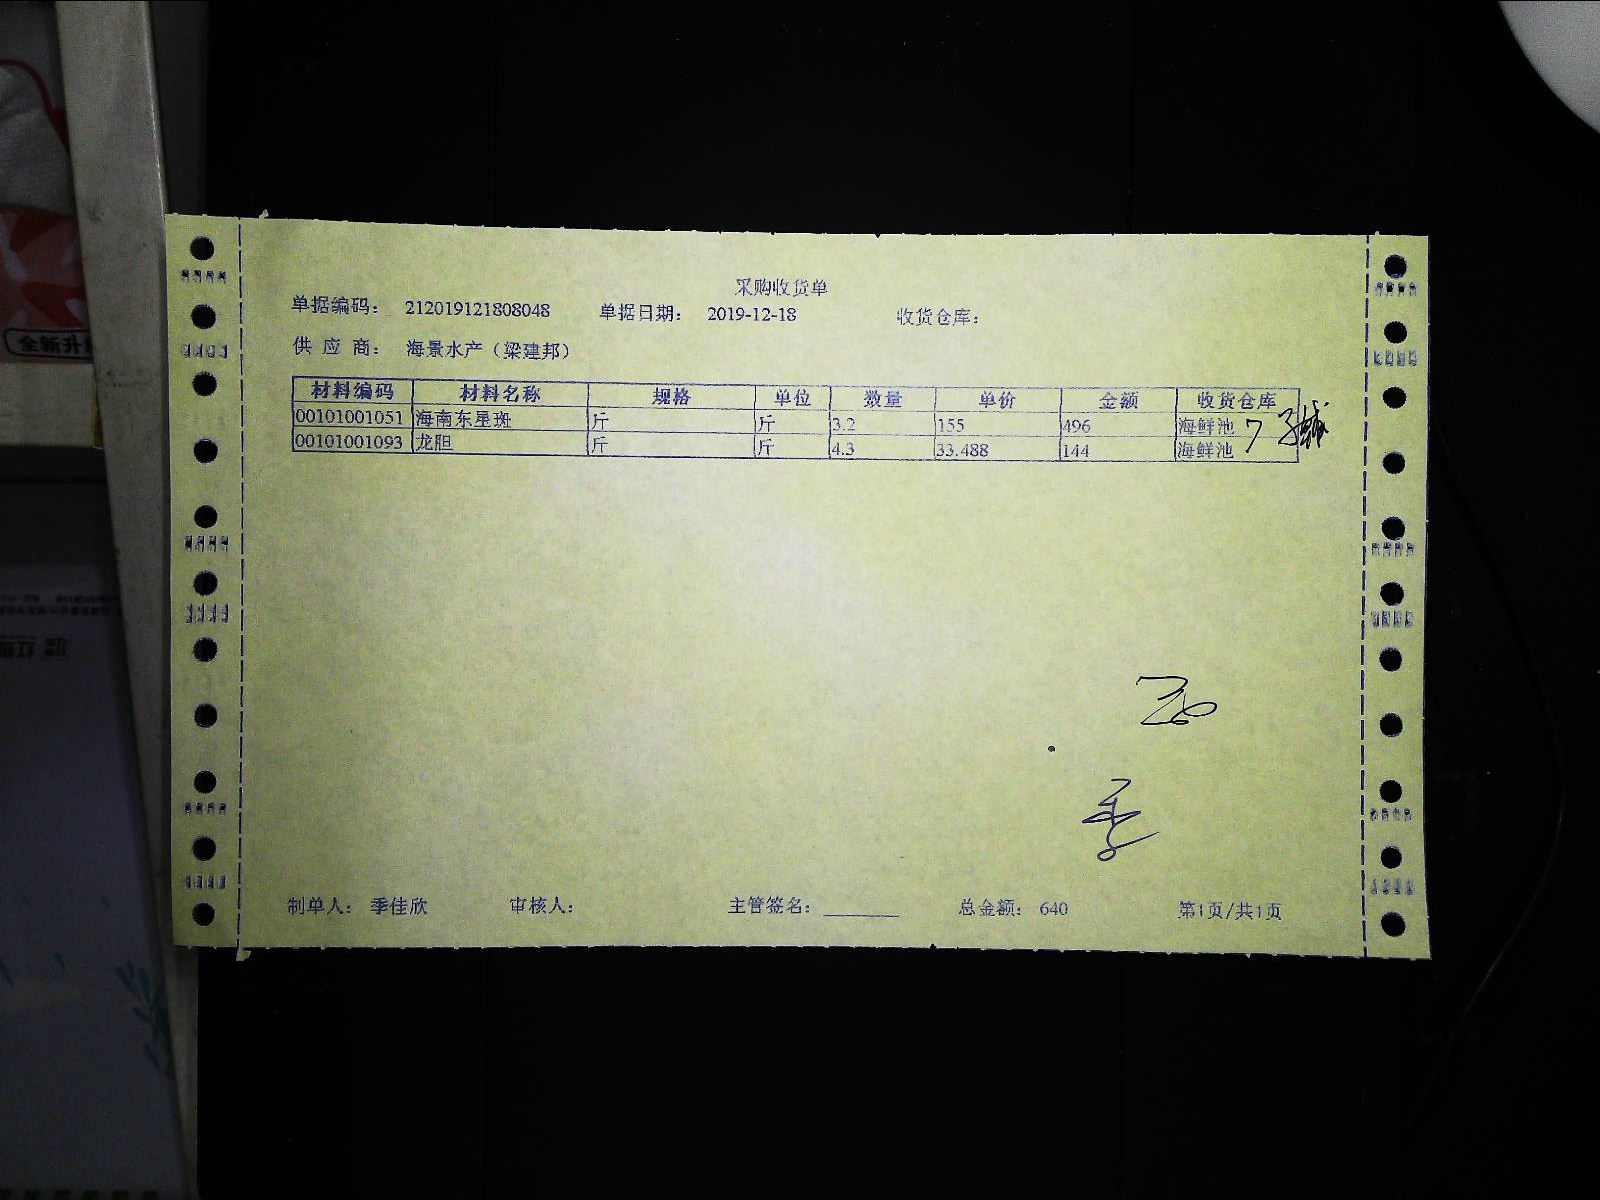 采购收货单
单据编码： 212019121808048 单据日期： 2019-12-18 收货仓库：
供 应 商： 海景水产（梁建邦）
材料编码 材料名称 规格 单位 数量 单价 金额 收货仓库
00101001051 海南东星斑 斤 斤 3.2 155 496 海鲜池
00101001093 龙胆 斤 斤 4.3 33.488 144 海鲜池
制单人： 季佳欣 审核人： 主管签名： 总金额： 640 第1页/共1页
全新升